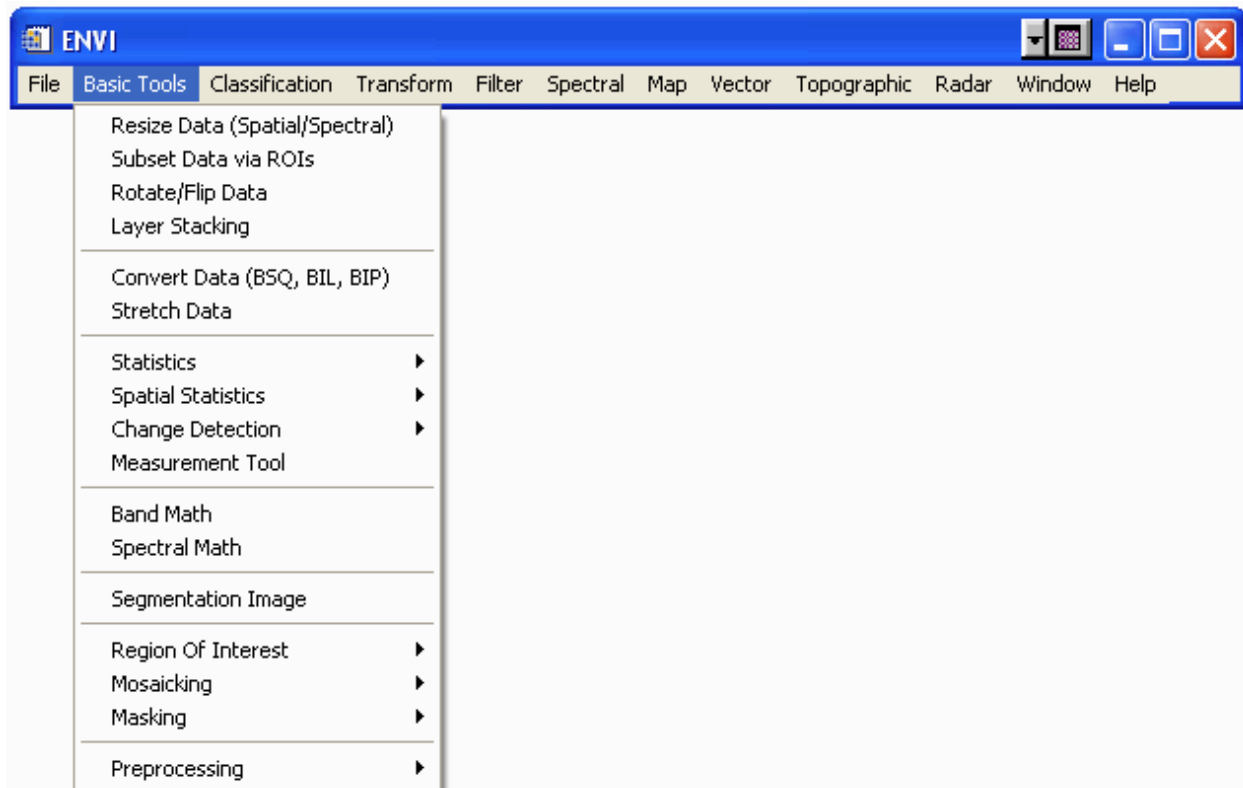 ENVI
File Basic Tools Classification Transform Filter Spectral Map Vector Topographic Radar Window Help
Resize Data (Spatial/Spectral)
Subset Data via ROIs
Rotate/Flip Data
Layer Stacking
Convert Data (BSQ, BIL, BIP)
Stretch Data
Statistics
Spatial Statistics
Change Detection
Measurement Tool
Band Math
Spectral Math
Segmentation Image
Region Of Interest
Mosaicking
Masking
Preprocessing